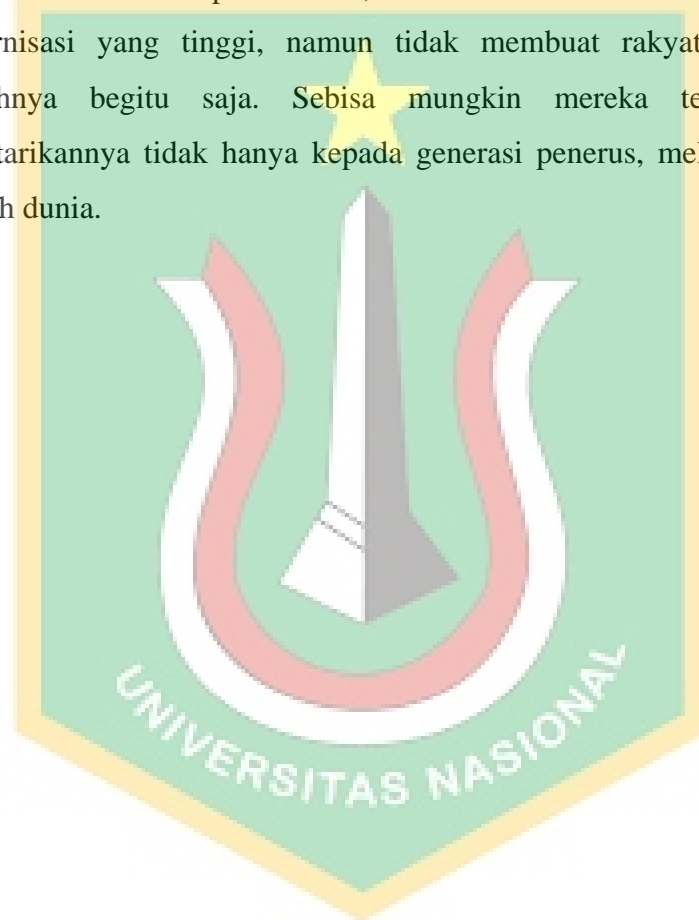 rnisasi yang tinggi, namun tidak membuat rakyat
hnya begitu saja. Sebisa mungkin mereka te
tarikannya tidak hanya kepada generasi penerus, mel
h dunia.
UNIVERSITAS NASIONAL